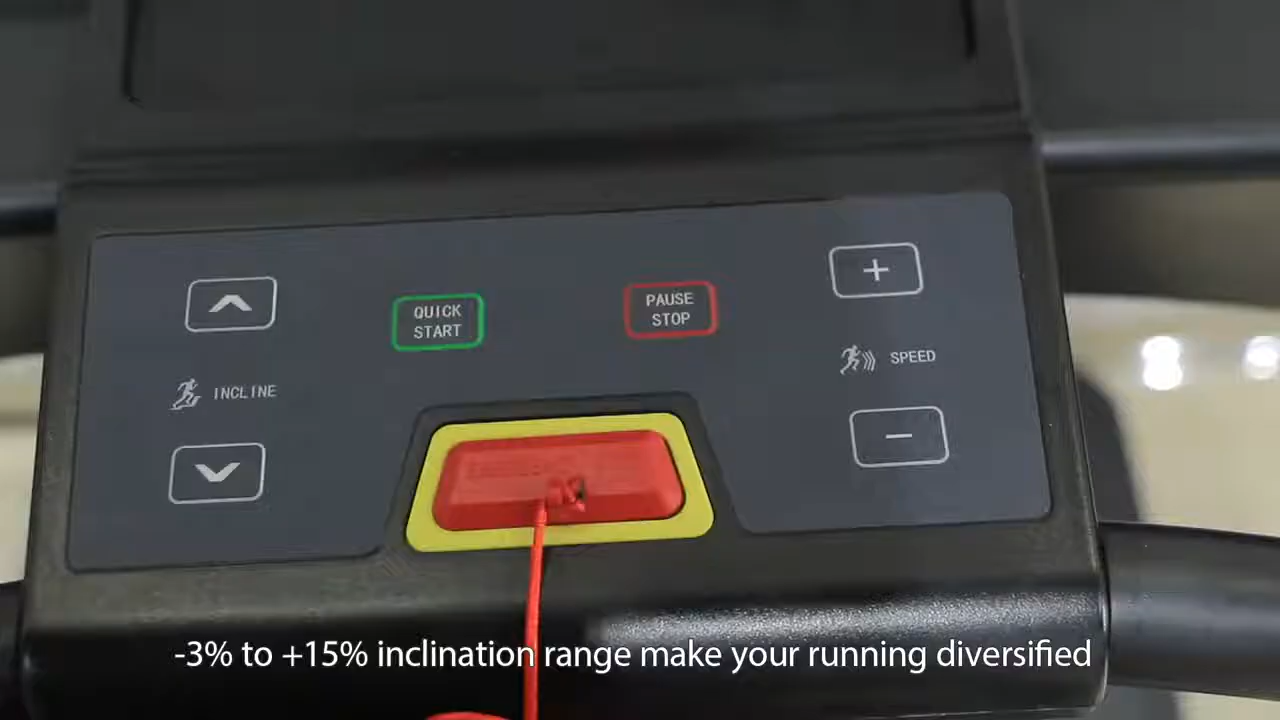 QUICK
START
PAUSE
STOP
INCLINE
SPEED
-3% to +15% inclination range make your running diversified